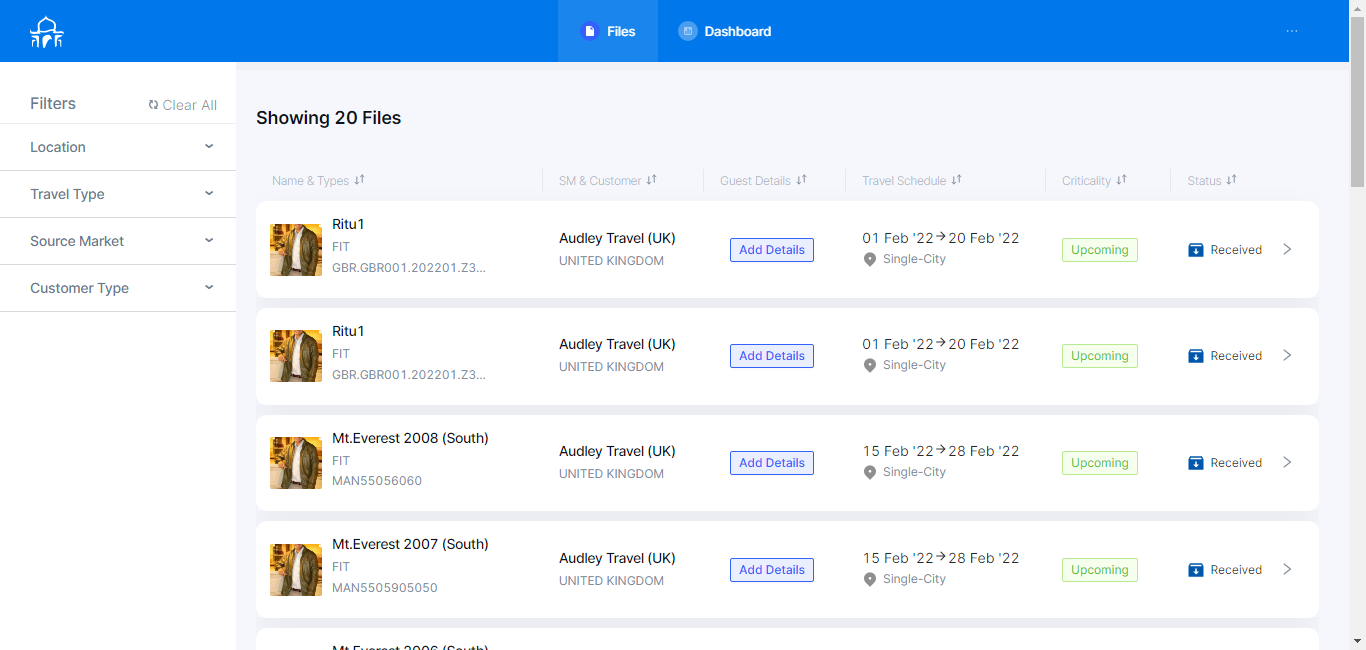 Files
Dashboard
...
Filters
Clear All
Location
Travel Type
Source Market
Customer Type
Showing 20 Files
Name & Types
SM & Customer
Guest Details
Travel Schedule
Criticality
Status
Ritu1
FIT
GBR.GBR001.202201.Z3...
Audley Travel (UK)
UNITED KINGDOM
Add Details
01 Feb '22→20 Feb '22
Single-City
Upcoming
Received
Ritu1
FIT
GBR.GBR001.202201.Z3...
Audley Travel (UK)
UNITED KINGDOM
Add Details
01 Feb '22→20 Feb '22
Single-City
Upcoming
Received
Mt.Everest 2008 (South)
FIT
MAN55056060
Audley Travel (UK)
UNITED KINGDOM
Add Details
15 Feb '22→28 Feb '22
Single-City
Upcoming
Received
Mt.Everest 2007 (South)
FIT
MAN5505905050
Audley Travel (UK)
UNITED KINGDOM
Add Details
15 Feb '22→28 Feb '22
Single-City
Upcoming
Received
Mt.Everest 2006 (South)